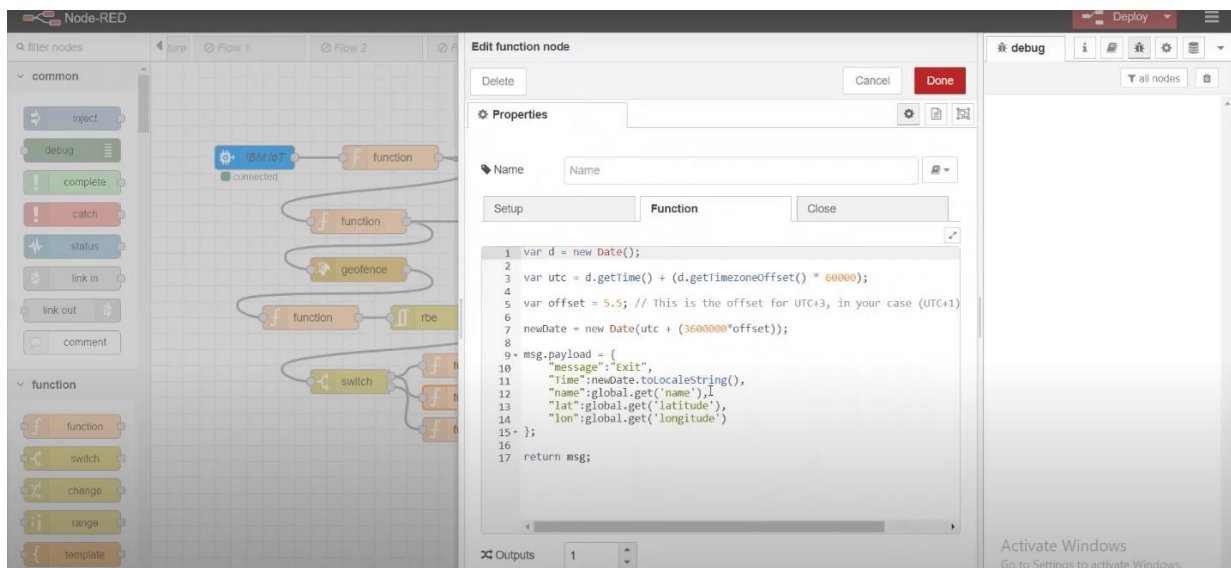 Node-RED
Deploy
filter nodes
common
inject
debug
complete
catch
status
link in
link out
comment
function
function
switch
change
range
template
Flow 1
Flow 2
IBM IoT
connected
function
function
geofence
function
rbe
switch
Edit function node
Delete
Cancel
Done
Properties
Name
Name
Setup
Function
Close
1 var d = new Date();
2
3 var utc = d.getTime() + (d.getTimezoneOffset() * 60000);
4
5 var offset = 5.5; // This is the offset for UTC+3, in your case (UTC+1)
6
7 newDate = new Date(utc + (3600000*offset));
8
9 msg.payload = {
10 "message":"Exit",
11 "Time":newDate.toLocaleString(),
12 "name":global.get('name'),
13 "lat":global.get('latitude'),
14 "lon":global.get('longitude')
15 };
16
17 return msg;
Outputs
1
debug
i
all nodes
Activate Windows
Go to Settings to activate Windows.